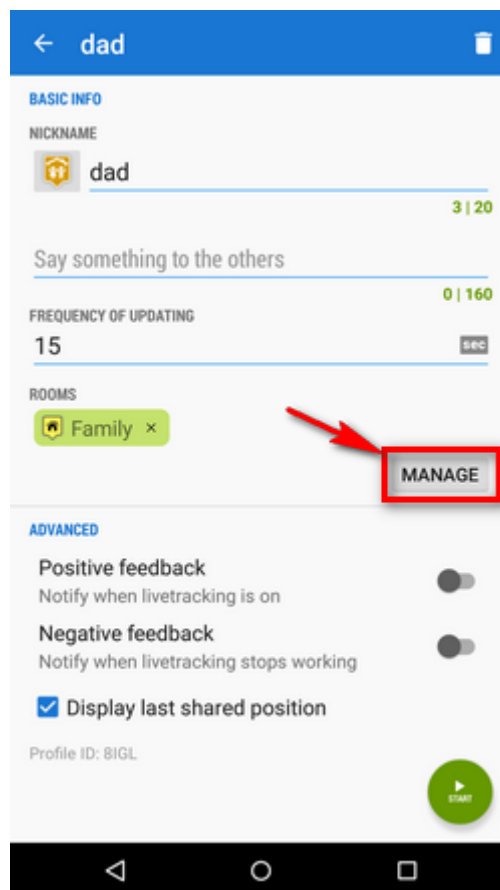 dad
BASIC INFO
NICKNAME
dad
3 | 20
Say something to the others
0 | 160
FREQUENCY OF UPDATING
15 sec
ROOMS
Family ×
MANAGE
ADVANCED
Positive feedback
Notify when livetracking is on
Negative feedback
Notify when livetracking stops working
Display last shared position
Profile ID: 8IGL
START